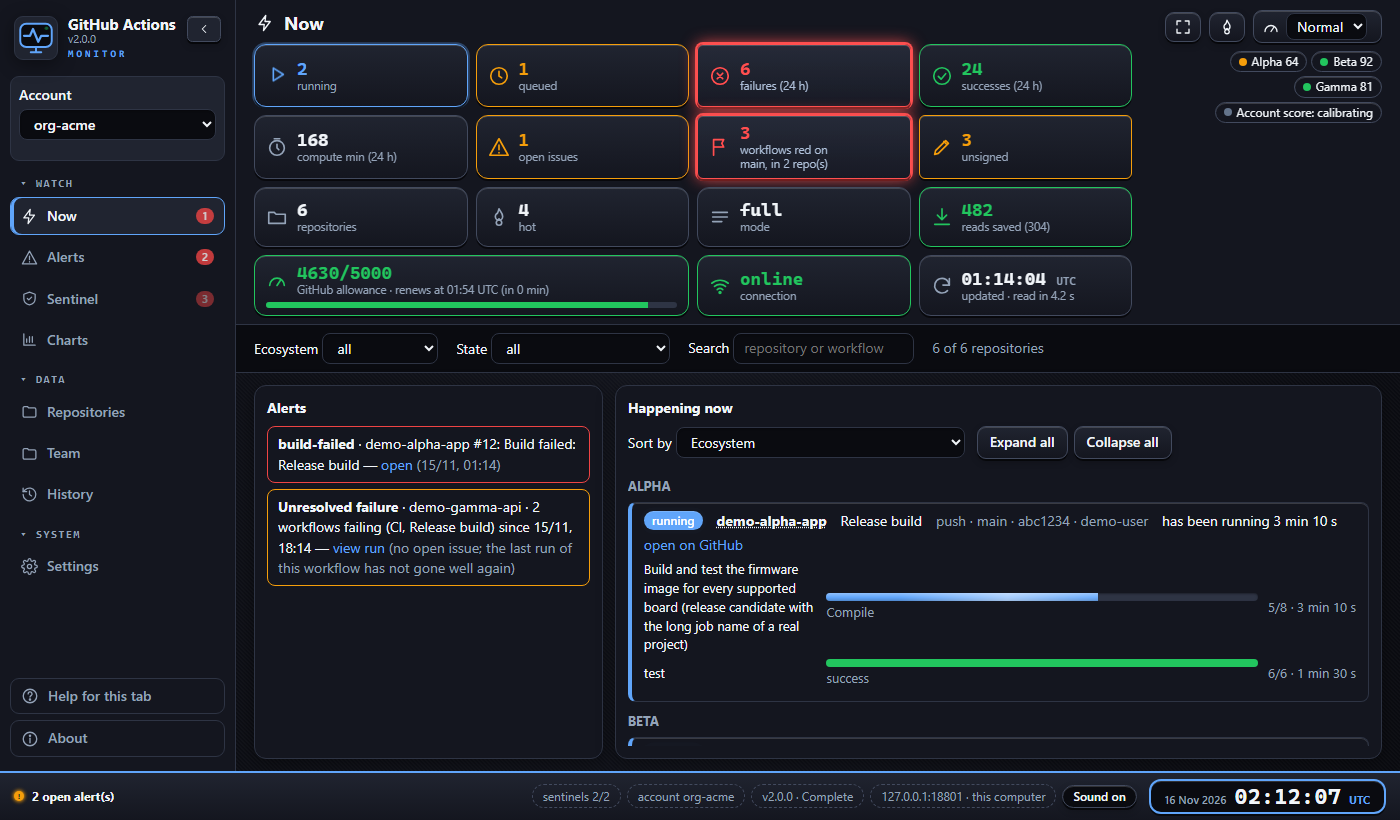 GitHub Actions
v2.0.0
MONITOR
Account
org-acme
WATCH
Now
1
Alerts
2
Sentinel
3
Charts
DATA
Repositories
Team
History
SYSTEM
Settings
Help for this tab
About
Now
Normal
Alpha 64
Beta 92
Gamma 81
Account score: calibrating
2
running
1
queued
6
failures (24 h)
24
successes (24 h)
168
compute min (24 h)
1
open issues
3
workflows red on
main, in 2 repo(s)
3
unsigned
6
repositories
4
hot
full
mode
482
reads saved (304)
4630/5000
GitHub allowance · renews at 01:54 UTC (in 0 min)
online
connection
01:14:04 UTC
updated · read in 4.2 s
Ecosystem
all
State
all
Search
repository or workflow
6 of 6 repositories
Alerts
build-failed · demo-alpha-app #12: Build failed:
Release build — open (15/11, 01:14)
Unresolved failure · demo-gamma-api · 2
workflows failing (CI, Release build) since 15/11,
18:14 — view run (no open issue; the last run of
this workflow has not gone well again)
Happening now
Sort by
Ecosystem
Expand all
Collapse all
ALPHA
running demo-alpha-app Release build push · main · abc1234 · demo-user has been running 3 min 10 s
open on GitHub
Build and test the firmware
image for every supported
board (release candidate with
the long job name of a real
project)
Compile
5/8 · 3 min 10 s
test
success
6/6 · 1 min 30 s
BETA
2 open alert(s)
sentinels 2/2
account org-acme
v2.0.0 · Complete
127.0.0.1:18801 · this computer
Sound on
16 Nov 2026 02:12:07 UTC